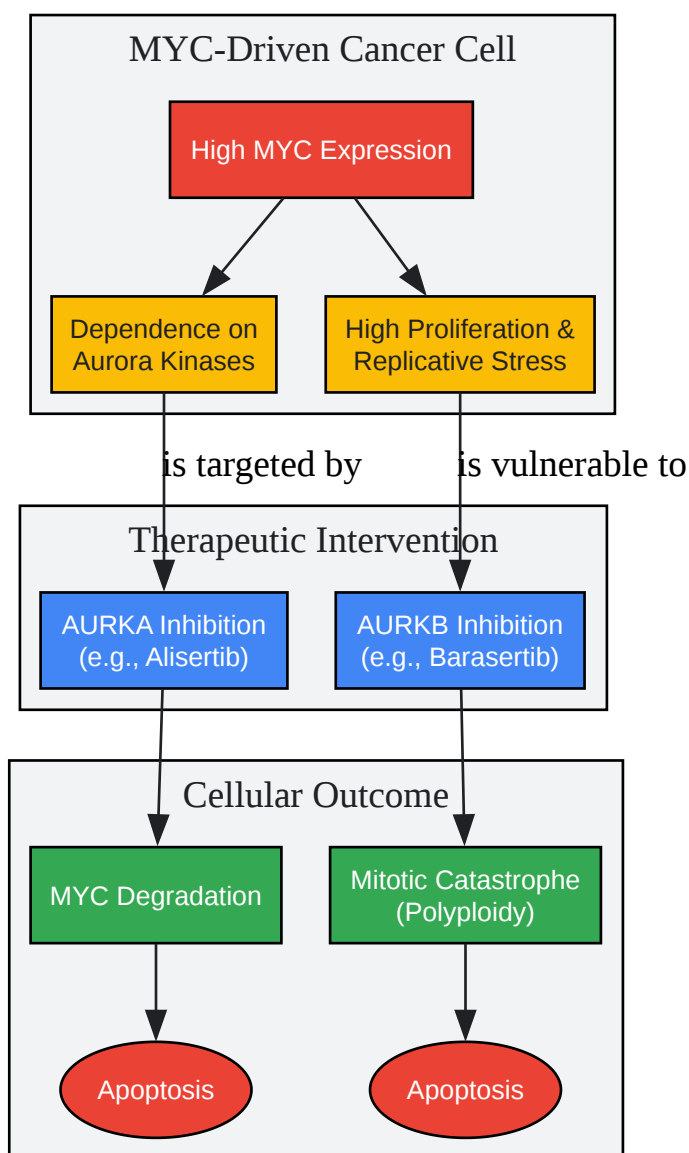 MYC-Driven Cancer Cell
High MYC Expression
Dependence on
Aurora Kinases
High Proliferation &
Replicative Stress
is targeted by
is vulnerable to
Therapeutic Intervention
AURKA Inhibition
(e.g., Alisertib)
AURKB Inhibition
(e.g., Barasertib)
Cellular Outcome
MYC Degradation
Mitotic Catastrophe
(Polyploidy)
Apoptosis
Apoptosis